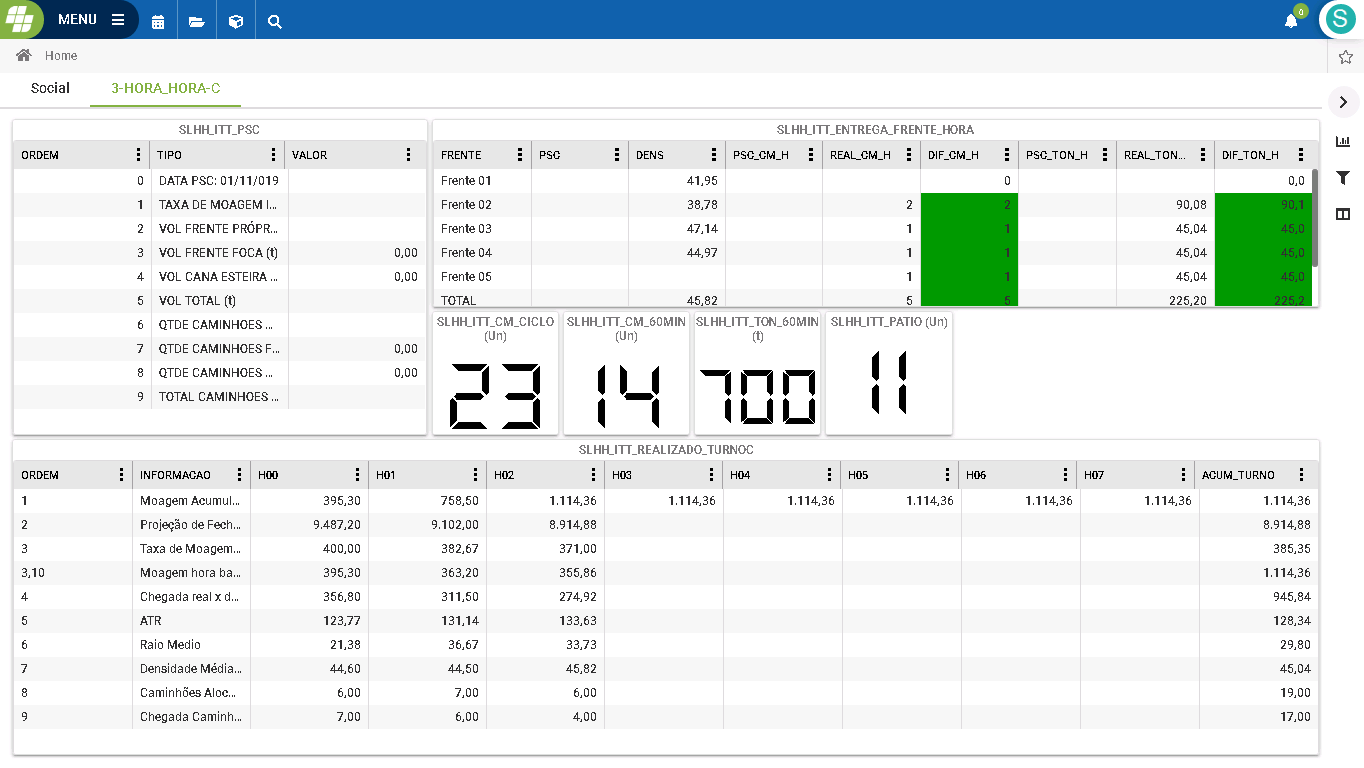 MENU
0
S
Home
Social 3-HORA_HORA-C
SLHH_ITT_PSC
ORDEM TIPO VALOR
0 DATA PSC: 01/11/019
1 TAXA DE MOAGEM I...
2 VOL FRENTE PRÓPR...
3 VOL FRENTE FOCA (t) 0,00
4 VOL CANA ESTEIRA ... 0,00
5 VOL TOTAL (t)
6 QTDE CAMINHOES ...
7 QTDE CAMINHOES F... 0,00
8 QTDE CAMINHOES ... 0,00
9 TOTAL CAMINHOES ...
SLHH_ITT_ENTREGA_FRENTE_HORA
FRENTE PSC DENS PSC_CM_H REAL_CM_H DIF_CM_H PSC_TON_H REAL_TON... DIF_TON_H
Frente 01 41,95 0 0,0
Frente 02 38,78 2 2 90,08 90,1
Frente 03 47,14 1 1 45,04 45,0
Frente 04 44,97 1 1 45,04 45,0
Frente 05 1 1 45,04 45,0
TOTAL 45,82 5 5 225,20 225,2
SLHH_ITT_CM_CICLO
(Un)
23
SLHH_ITT_CM_60MIN
(Un)
14
SLHH_ITT_TON_60MIN
(t)
700
SLHH_ITT_PATIO (Un)
11
SLHH_ITT_REALIZADO_TURNOC
ORDEM INFORMACAO H00 H01 H02 H03 H04 H05 H06 H07 ACUM_TURNO
1 Moagem Acumul... 395,30 758,50 1.114,36 1.114,36 1.114,36 1.114,36 1.114,36 1.114,36 1.114,36
2 Projeção de Fech... 9.487,20 9.102,00 8.914,88 8.914,88
3 Taxa de Moagem... 400,00 382,67 371,00 385,35
3,10 Moagem hora ba... 395,30 363,20 355,86 1.114,36
4 Chegada real x d... 356,80 311,50 274,92 945,84
5 ATR 123,77 131,14 133,63 128,34
6 Raio Medio 21,38 36,67 33,73 29,80
7 Densidade Média... 44,60 44,50 45,82 45,04
8 Caminhões Aloc... 6,00 7,00 6,00 19,00
9 Chegada Caminh... 7,00 6,00 4,00 17,00